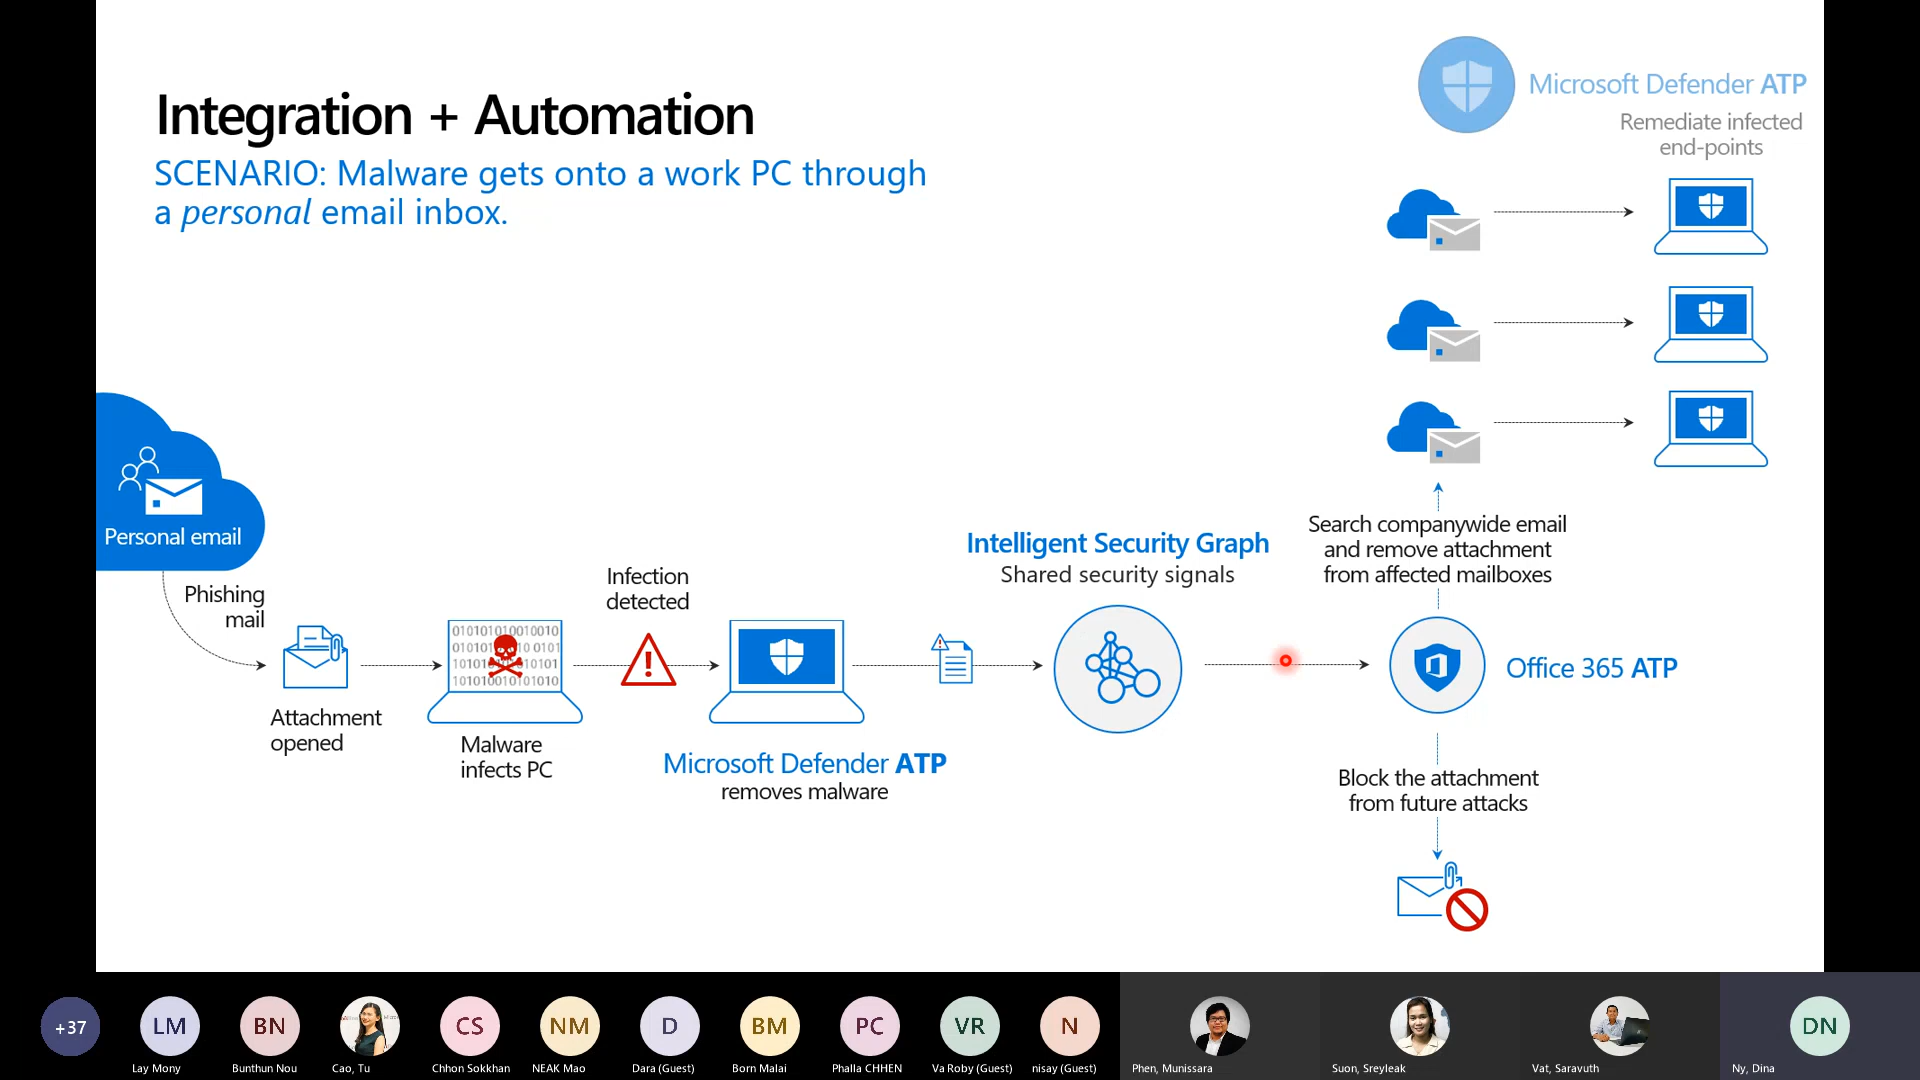 Microsoft Defender ATP
Remediate infected
end-points
Integration + Automation
SCENARIO: Malware gets onto a work PC through
a personal email inbox.
Personal email
Phishing
mail
Attachment
opened
010101010010010
1010100101010
Malware
infects PC
Infection
detected
Microsoft Defender ATP
removes malware
Intelligent Security Graph
Shared security signals
Search companywide email
and remove attachment
from affected mailboxes
Office 365 ATP
Block the attachment
from future attacks
+37
LM
BN
CS
NM
D
BM
PC
VR
N
DN
Lay Mony
Bunthun Nou
Cao, Tu
Chhon Sokkhan
NEAK Mao
Dara (Guest)
Born Malai
Phalla CHHEN
Va Roby (Guest)
nisay (Guest)
Phen, Munissara
Suon, Sreyleak
Vat, Saravuth
Ny, Dina